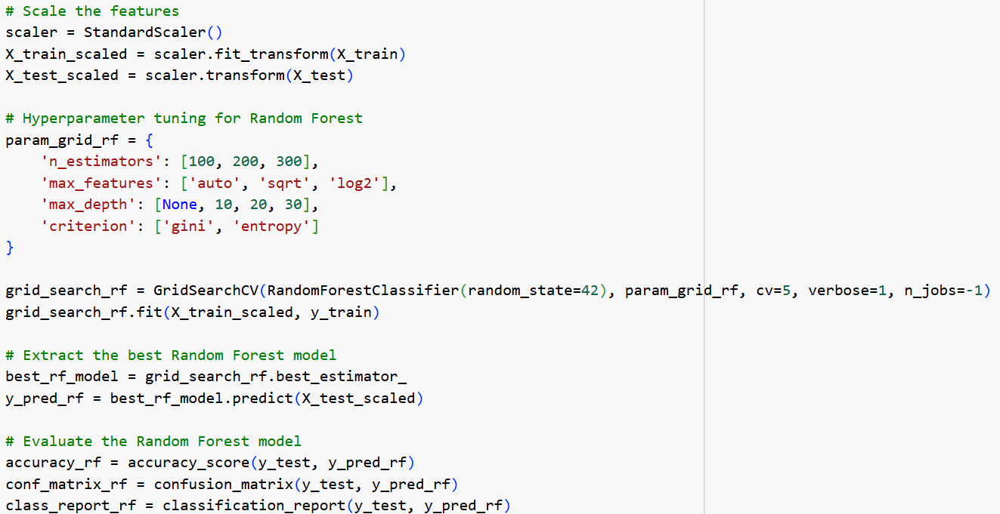 # Scale the features
scaler = StandardScaler()
X_train_scaled = scaler.fit_transform(X_train)
X_test_scaled = scaler.transform(X_test)

# Hyperparameter tuning for Random Forest
param_grid_rf = {
    'n_estimators': [100, 200, 300],
    'max_features': ['auto', 'sqrt', 'log2'],
    'max_depth': [None, 10, 20, 30],
    'criterion': ['gini', 'entropy']
}

grid_search_rf = GridSearchCV(RandomForestClassifier(random_state=42), param_grid_rf, cv=5, verbose=1, n_jobs=-1)
grid_search_rf.fit(X_train_scaled, y_train)

# Extract the best Random Forest model
best_rf_model = grid_search_rf.best_estimator_
y_pred_rf = best_rf_model.predict(X_test_scaled)

# Evaluate the Random Forest model
accuracy_rf = accuracy_score(y_test, y_pred_rf)
conf_matrix_rf = confusion_matrix(y_test, y_pred_rf)
class_report_rf = classification_report(y_test, y_pred_rf)